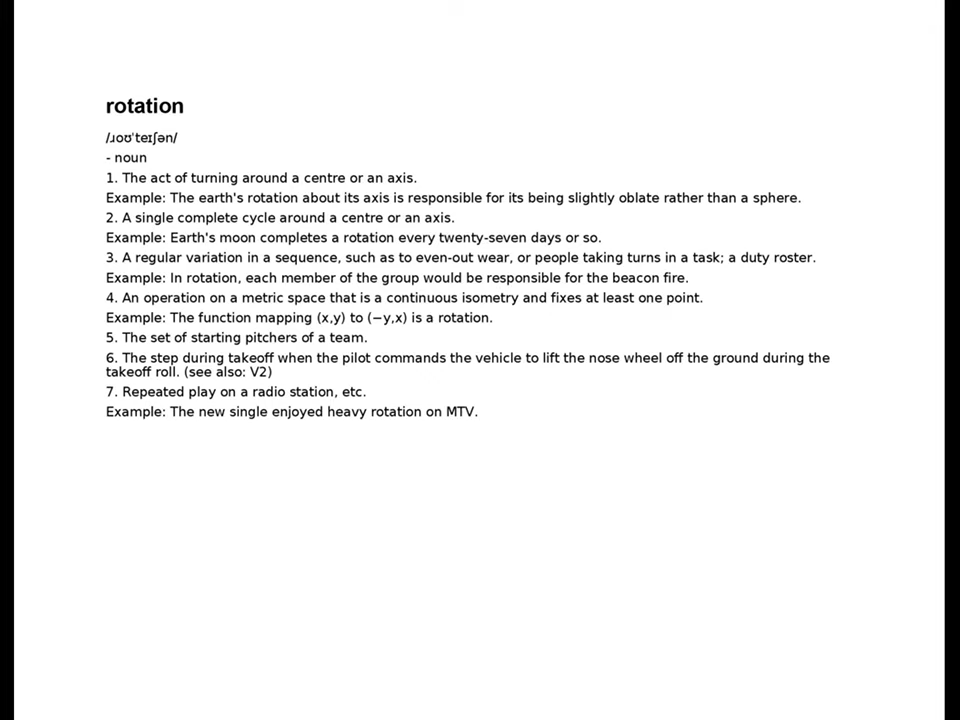 rotation
/ɹoʊˈteɪʃən/
- noun
1. The act of turning around a centre or an axis.
Example: The earth's rotation about its axis is responsible for its being slightly oblate rather than a sphere.
2. A single complete cycle around a centre or an axis.
Example: Earth's moon completes a rotation every twenty-seven days or so.
3. A regular variation in a sequence, such as to even-out wear, or people taking turns in a task; a duty roster.
Example: In rotation, each member of the group would be responsible for the beacon fire.
4. An operation on a metric space that is a continuous isometry and fixes at least one point.
Example: The function mapping (x,y) to (−y,x) is a rotation.
5. The set of starting pitchers of a team.
6. The step during takeoff when the pilot commands the vehicle to lift the nose wheel off the ground during the
takeoff roll. (see also: V2)
7. Repeated play on a radio station, etc.
Example: The new single enjoyed heavy rotation on MTV.